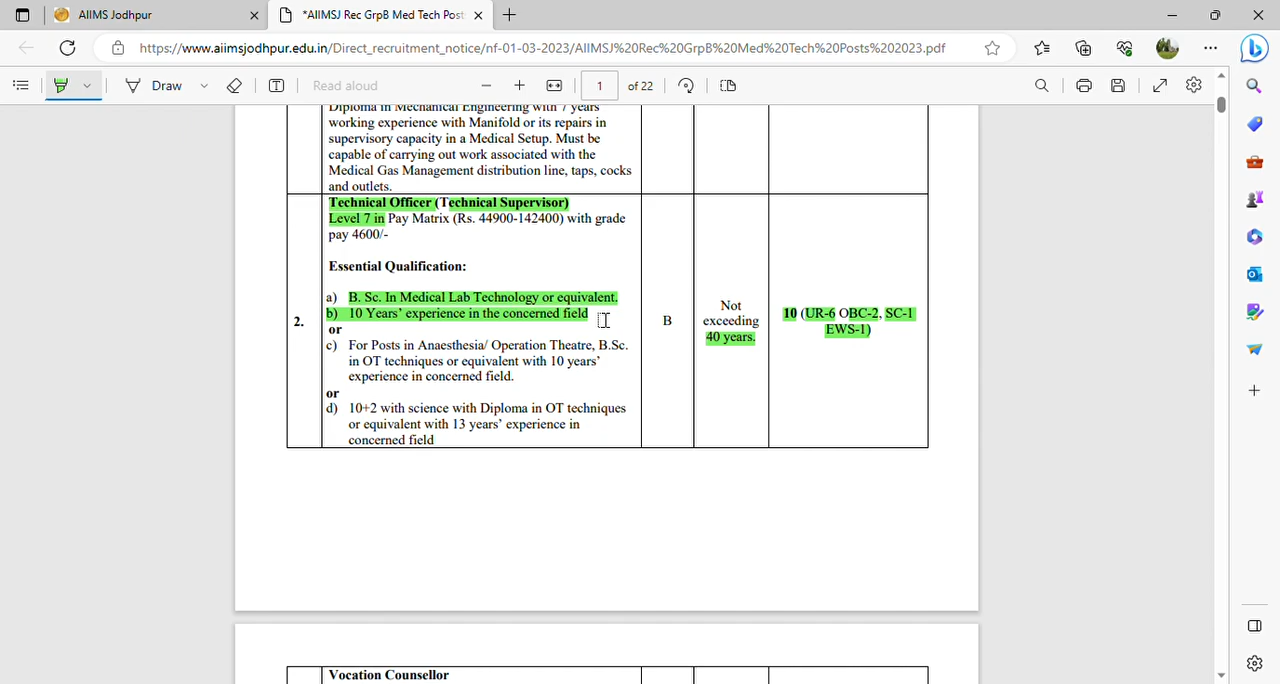 AIIMS Jodhpur
*AIIMSJ Rec GrpB Med Tech Post
https://www.aiimsjodhpur.edu.in/Direct_recruitment_notice/nf-01-03-2023/AIIMSJ%20Rec%20GrpB%20Med%20Tech%20Posts%202023.pdf
Draw
Read aloud
1 of 22
Diploma in Mechanical Engineering with 7 years
working experience with Manifold or its repairs in
supervisory capacity in a Medical Setup. Must be
capable of carrying out work associated with the
Medical Gas Management distribution line, taps, cocks
and outlets.
2.
Technical Officer (Technical Supervisor)
Level 7 in Pay Matrix (Rs. 44900-142400) with grade
pay 4600/-
Essential Qualification:
a) B. Sc. In Medical Lab Technology or equivalent.
b) 10 Years' experience in the concerned field
or
c) For Posts in Anaesthesia/ Operation Theatre, B.Sc.
in OT techniques or equivalent with 10 years'
experience in concerned field.
or
d) 10+2 with science with Diploma in OT techniques
or equivalent with 13 years' experience in
concerned field
B
Not
exceeding
40 years.
10 (UR-6 OBC-2, SC-1
EWS-1)
Vocation Counsellor